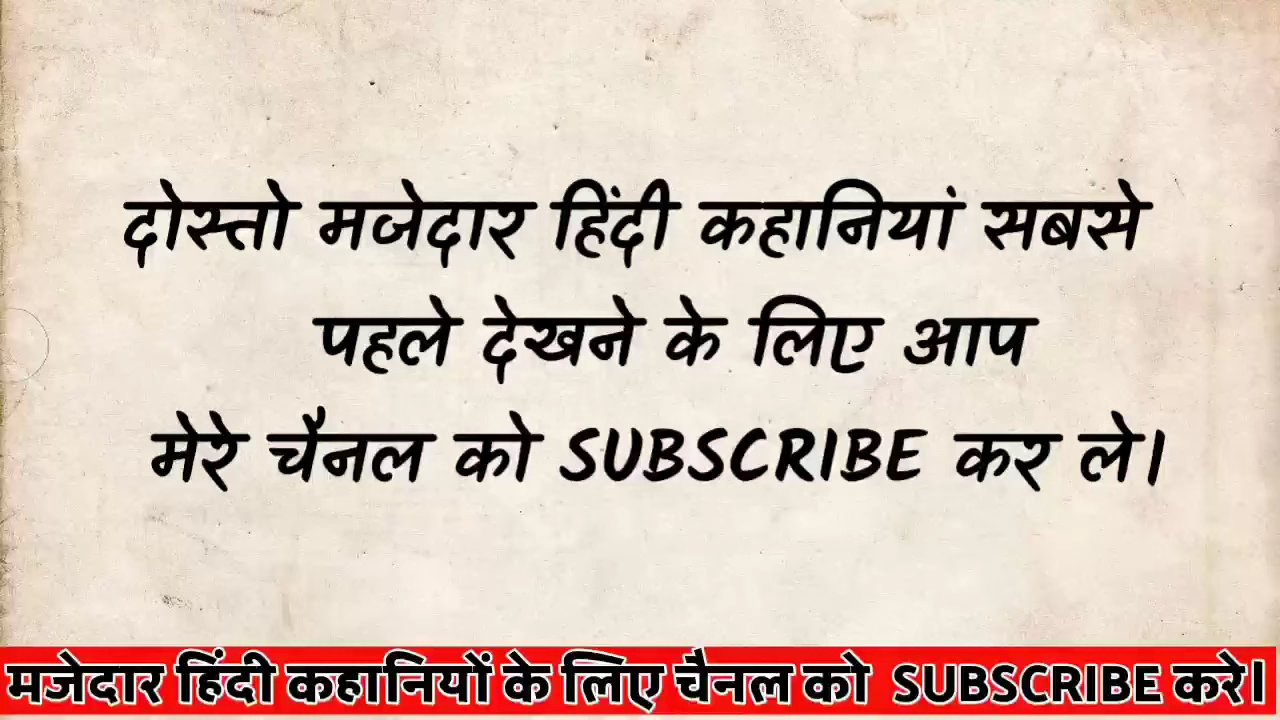 दोस्तो मजेदार हिंदी कहानियां सबसे
पहले देखने के लिए आप
मेरे चैनल को SUBSCRIBE कर ले।
मजेदार हिंदी कहानियों के लिए चैनल को SUBSCRIBE करे।